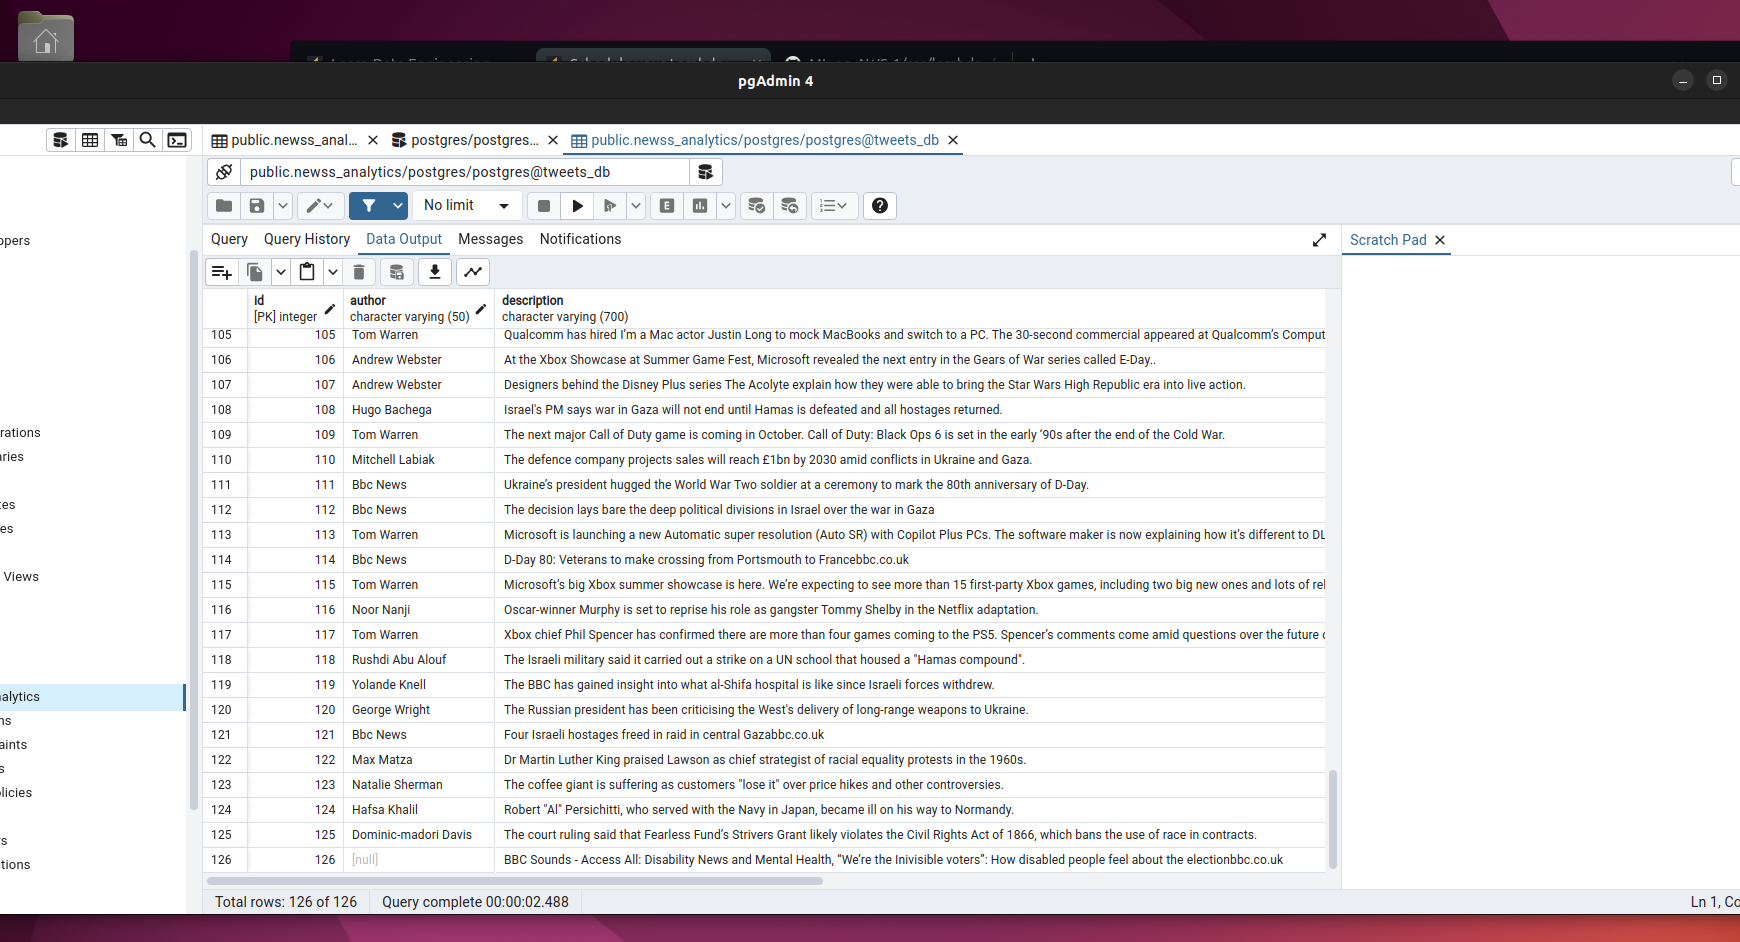 pgAdmin 4
public.newss_anal...
postgres/postgres...
public.newss_analytics/postgres/postgres@tweets_db
public.newss_analytics/postgres/postgres@tweets_db
No limit
E
Query
Query History
Data Output
Messages
Notifications
Scratch Pad
id
[PK] integer
author
character varying (50)
description
character varying (700)
105 105 Tom Warren Qualcomm has hired I’m a Mac actor Justin Long to mock MacBooks and switch to a PC. The 30-second commercial appeared at Qualcomm’s Comput
106 106 Andrew Webster At the Xbox Showcase at Summer Game Fest, Microsoft revealed the next entry in the Gears of War series called E-Day..
107 107 Andrew Webster Designers behind the Disney Plus series The Acolyte explain how they were able to bring the Star Wars High Republic era into live action.
108 108 Hugo Bachega Israel's PM says war in Gaza will not end until Hamas is defeated and all hostages returned.
109 109 Tom Warren The next major Call of Duty game is coming in October. Call of Duty: Black Ops 6 is set in the early ‘90s after the end of the Cold War.
110 110 Mitchell Labiak The defence company projects sales will reach £1bn by 2030 amid conflicts in Ukraine and Gaza.
111 111 Bbc News Ukraine’s president hugged the World War Two soldier at a ceremony to mark the 80th anniversary of D-Day.
112 112 Bbc News The decision lays bare the deep political divisions in Israel over the war in Gaza
113 113 Tom Warren Microsoft is launching a new Automatic super resolution (Auto SR) with Copilot Plus PCs. The software maker is now explaining how it’s different to DL
114 114 Bbc News D-Day 80: Veterans to make crossing from Portsmouth to Francebbc.co.uk
115 115 Tom Warren Microsoft’s big Xbox summer showcase is here. We’re expecting to see more than 15 first-party Xbox games, including two big new ones and lots of rel
116 116 Noor Nanji Oscar-winner Murphy is set to reprise his role as gangster Tommy Shelby in the Netflix adaptation.
117 117 Tom Warren Xbox chief Phil Spencer has confirmed there are more than four games coming to the PS5. Spencer’s comments come amid questions over the future o
118 118 Rushdi Abu Alouf The Israeli military said it carried out a strike on a UN school that housed a "Hamas compound".
119 119 Yolande Knell The BBC has gained insight into what al-Shifa hospital is like since Israeli forces withdrew.
120 120 George Wright The Russian president has been criticising the West's delivery of long-range weapons to Ukraine.
121 121 Bbc News Four Israeli hostages freed in raid in central Gazabbc.co.uk
122 122 Max Matza Dr Martin Luther King praised Lawson as chief strategist of racial equality protests in the 1960s.
123 123 Natalie Sherman The coffee giant is suffering as customers "lose it" over price hikes and other controversies.
124 124 Hafsa Khalil Robert "Al" Persichitti, who served with the Navy in Japan, became ill on his way to Normandy.
125 125 Dominic-madori Davis The court ruling said that Fearless Fund’s Strivers Grant likely violates the Civil Rights Act of 1866, which bans the use of race in contracts.
126 126 [null] BBC Sounds - Access All: Disability News and Mental Health, “We’re the Inivisible voters”: How disabled people feel about the electionbbc.co.uk
Total rows: 126 of 126
Query complete 00:00:02.488
Ln 1, Co
oppers
rations
ries
tes
es
Views
alytics
ns
aints
s
olicies
rs
ctions